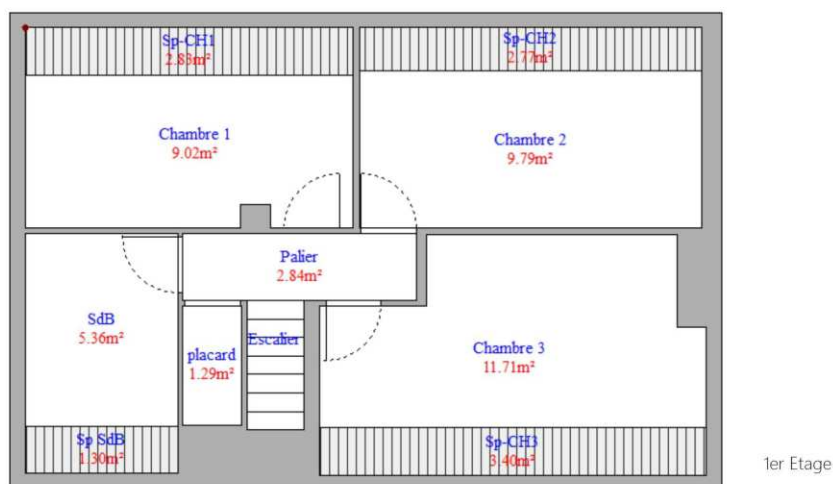 Sp-CH1
2.83m²
Sp-CH2
2.77m²
Chambre 1
9.02m²
Chambre 2
9.79m²
Palier
2.84m²
SdB
5.36m²
placard
1.29m²
Escalier
Chambre 3
11.71m²
Sp SdB
1.30m²
Sp-CH3
3.40m²
1er Etage